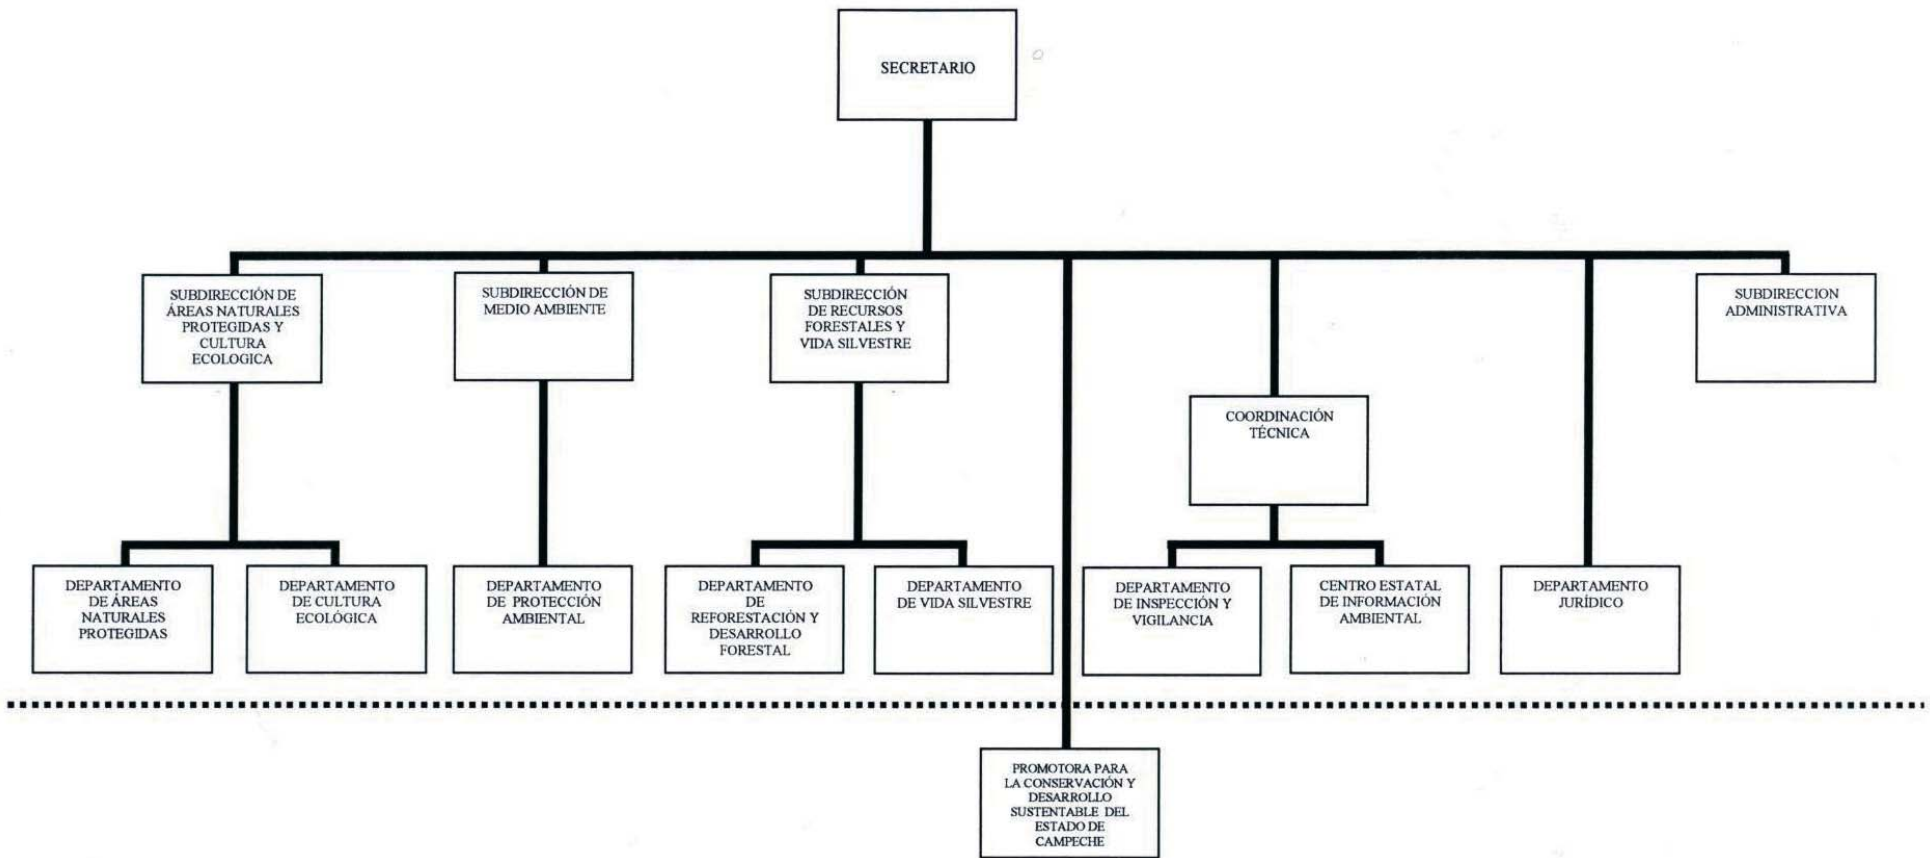 SECRETARIO
SUBDIRECCIÓN DE
ÁREAS NATURALES
PROTEGIDAS Y
CULTURA
ECOLOGICA
SUBDIRECCIÓN DE
MEDIO AMBIENTE
SUBDIRECCIÓN
DE RECURSOS
FORESTALES Y
VIDA SILVESTRE
SUBDIRECCION
ADMINISTRATIVA
COORDINACIÓN
TÉCNICA
DEPARTAMENTO
DE ÁREAS
NATURALES
PROTEGIDAS
DEPARTAMENTO
DE CULTURA
ECOLÓGICA
DEPARTAMENTO
DE PROTECCIÓN
AMBIENTAL
DEPARTAMENTO
DE
REFORESTACIÓN Y
DESARROLLO
FORESTAL
DEPARTAMENTO
DE VIDA SILVESTRE
DEPARTAMENTO
DE INSPECCIÓN Y
VIGILANCIA
CENTRO ESTATAL
DE INFORMACIÓN
AMBIENTAL
DEPARTAMENTO
JURÍDICO
PROMOTORA PARA
LA CONSERVACIÓN Y
DESARROLLO
SUSTENTABLE DEL
ESTADO DE
CAMPECHE